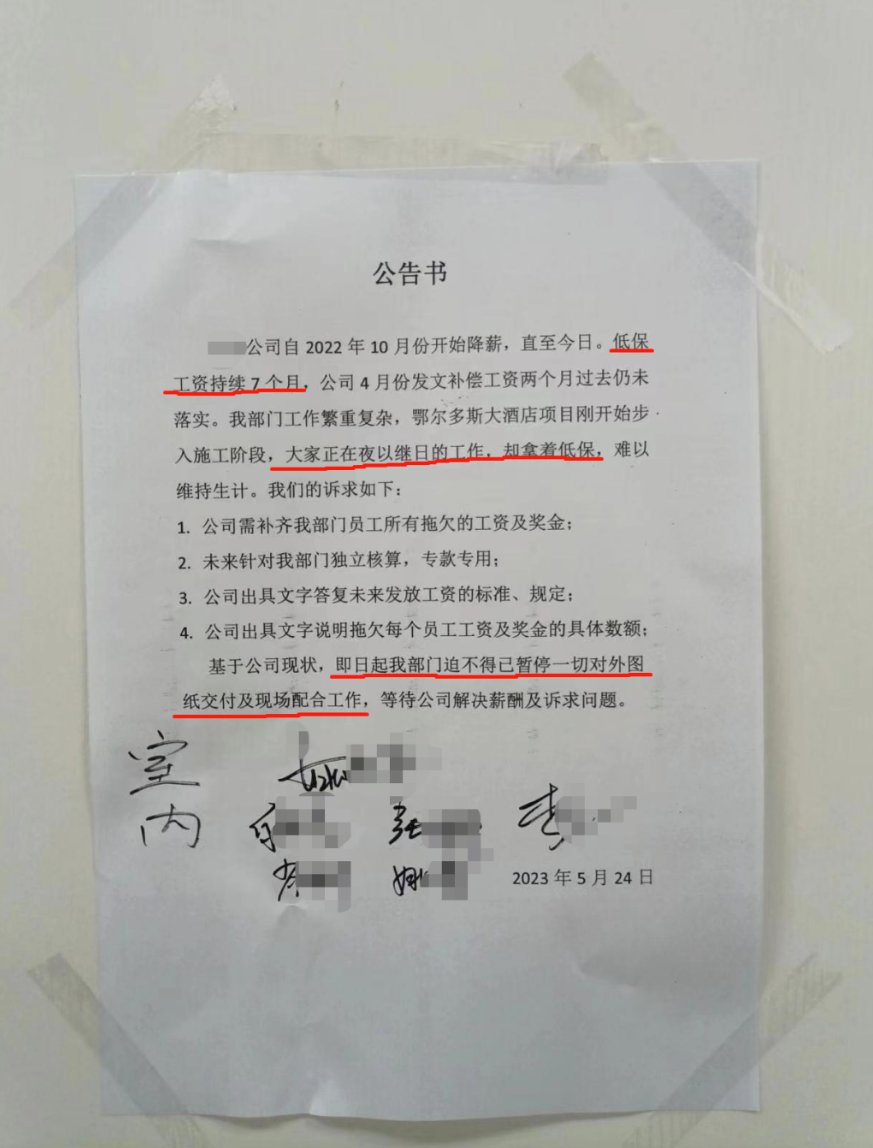 公告书
公司自 2022 年 10 月份开始降薪，直至今日。低保
工资持续 7 个月，公司 4 月份发文补偿工资两个月过去仍未
落实。我部门工作繁重复杂，鄂尔多斯大酒店项目刚开始步
入施工阶段，大家正在夜以继日的工作，却拿着低保，难以
维持生计。我们的诉求如下：
1. 公司需补齐我部门员工所有拖欠的工资及奖金；
2. 未来针对我部门独立核算，专款专用；
3. 公司出具文字答复未来发放工资的标准、规定；
4. 公司出具文字说明拖欠每个员工工资及奖金的具体数额；
基于公司现状，即日起我部门迫不得已暂停一切对外图
纸交付及现场配合工作，等待公司解决薪酬及诉求问题。
室
内
2023 年 5 月 24 日